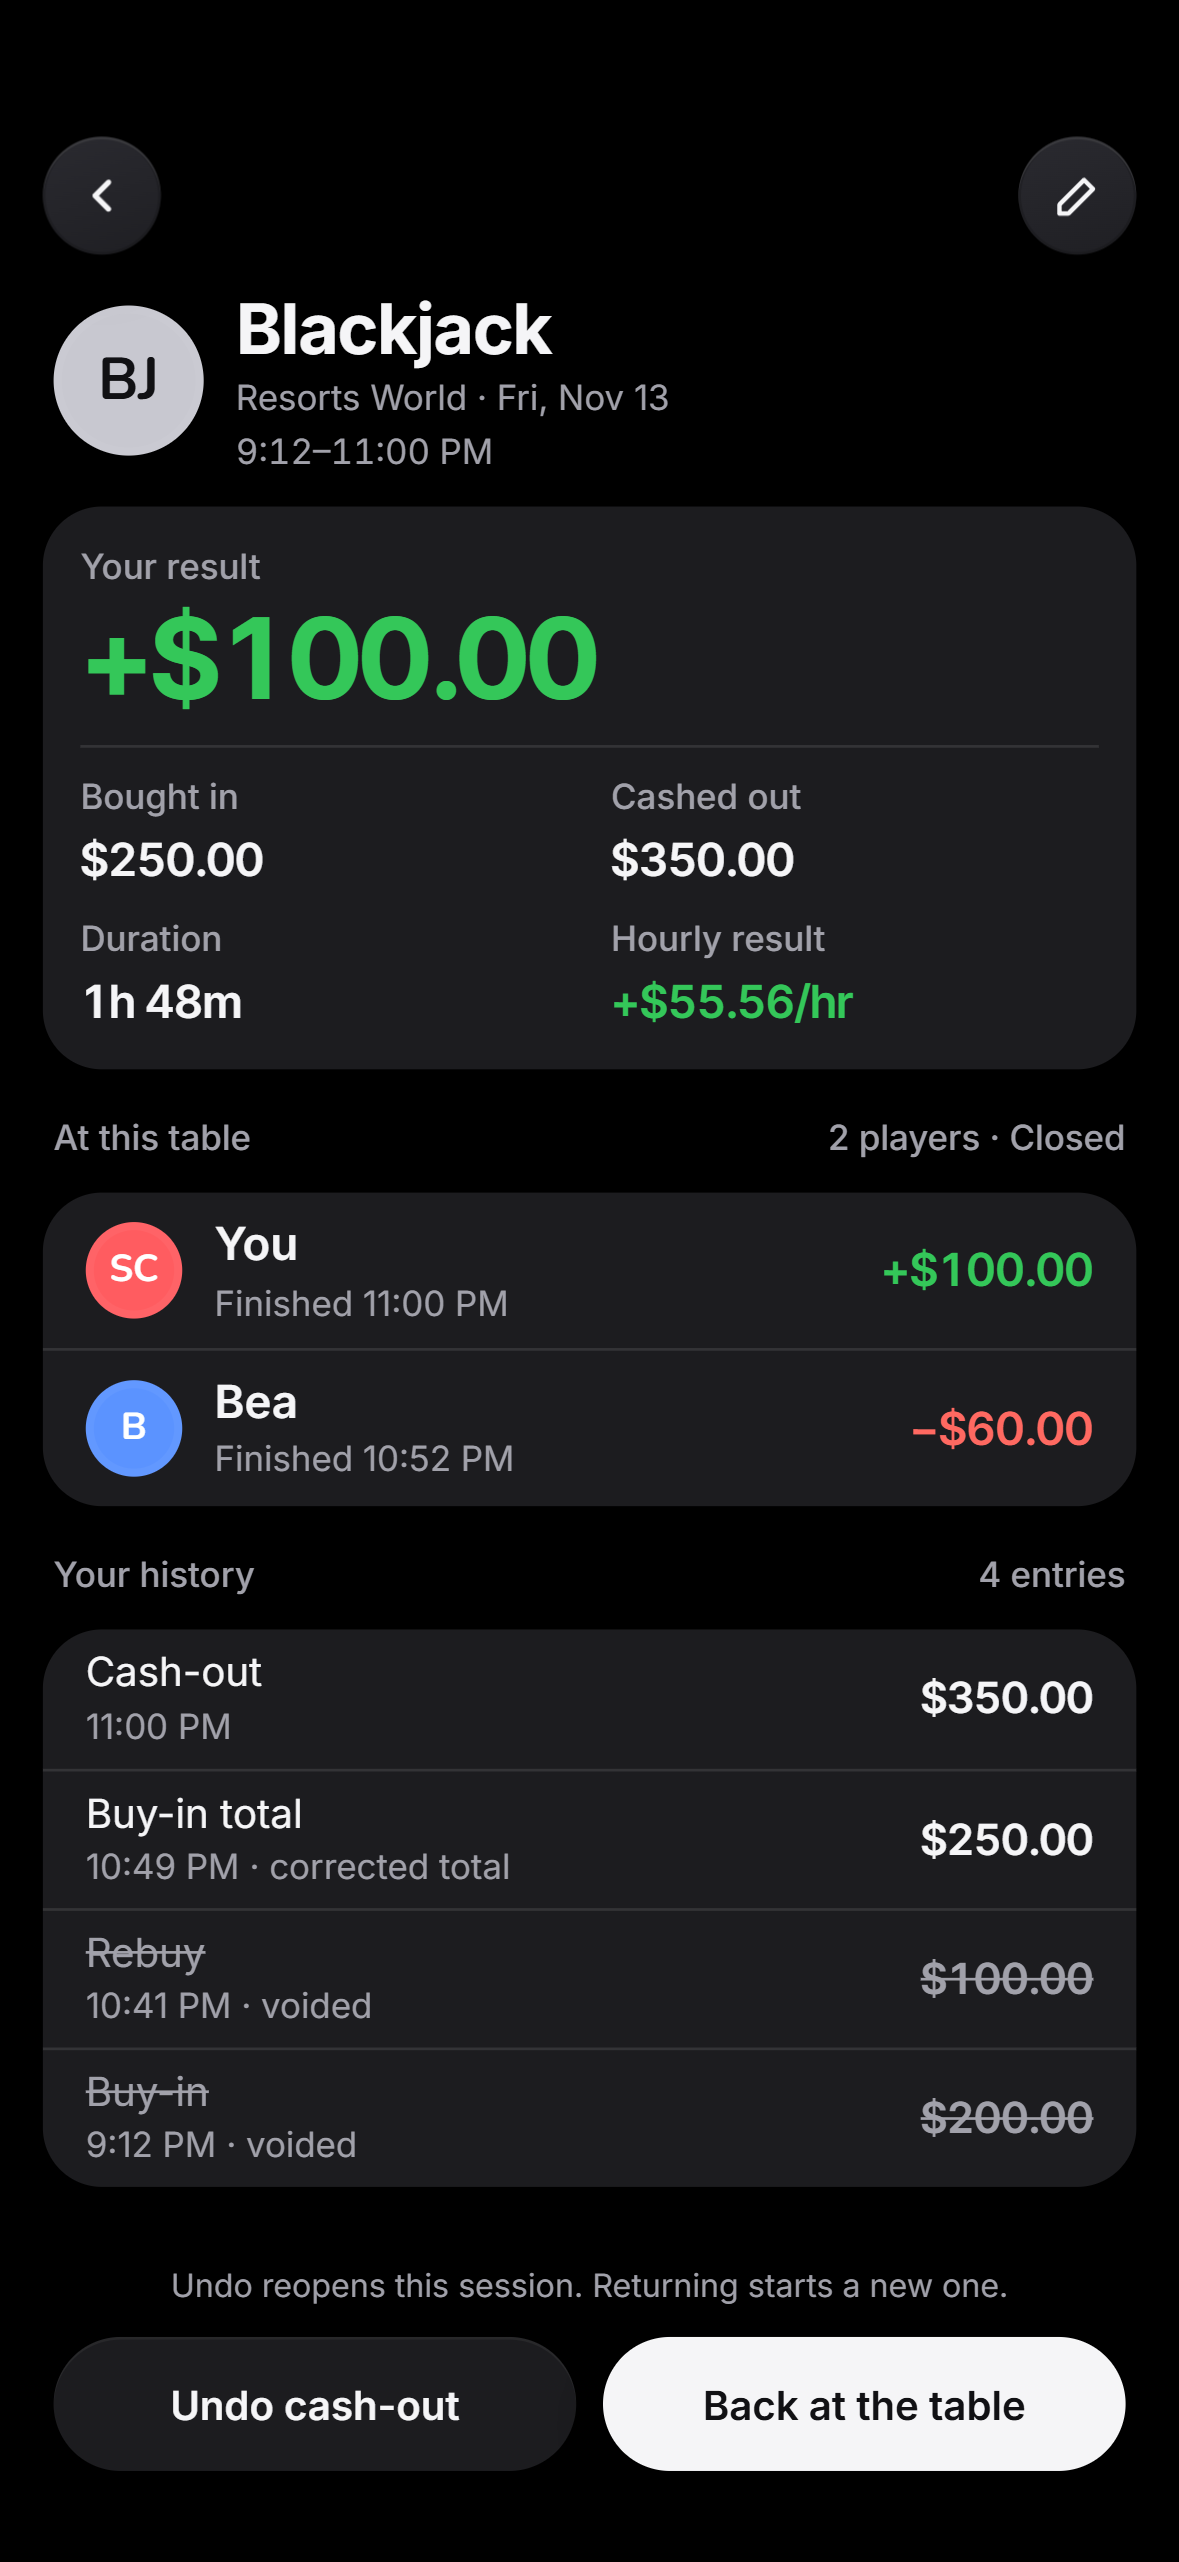 BJ
Blackjack
Resorts World · Fri, Nov 13
9:12–11:00 PM
Your result
+$100.00
Bought in
Cashed out
$250.00
$350.00
Duration
Hourly result
1h 48m
+$55.56/hr
At this table
2 players · Closed
SC
You
Finished 11:00 PM
+$100.00
B
Bea
Finished 10:52 PM
–$60.00
Your history
4 entries
Cash-out
11:00 PM
$350.00
Buy-in total
10:49 PM · corrected total
$250.00
Rebuy
10:41 PM · voided
$100.00
Buy-in
9:12 PM · voided
$200.00
Undo reopens this session. Returning starts a new one.
Undo cash-out
Back at the table